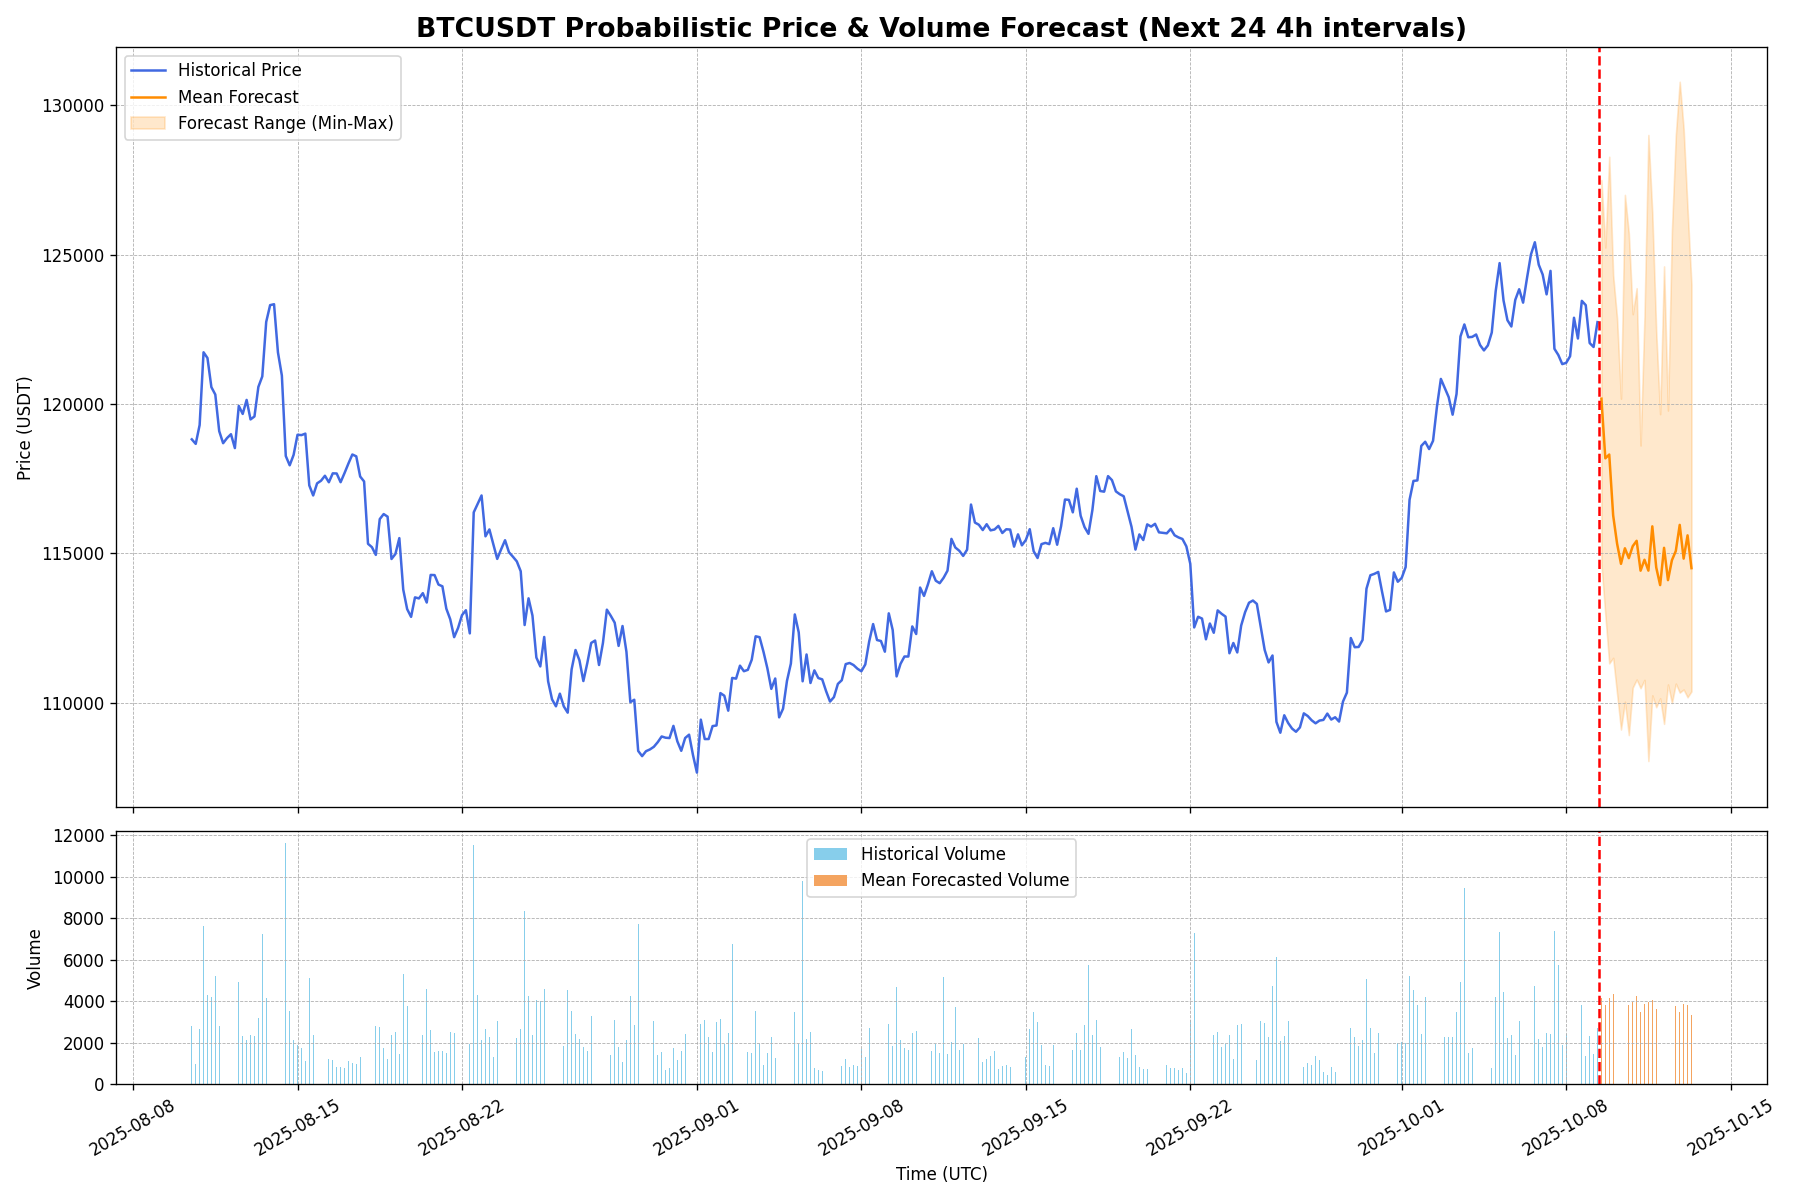 BTCUSDT Probabilistic Price & Volume Forecast (Next 24 4h intervals)
Historical Price
Mean Forecast
Forecast Range (Min-Max)
Price (USDT)
130000
125000
120000
115000
110000
Historical Volume
Mean Forecasted Volume
Volume
12000
10000
8000
6000
4000
2000
0
2025-08-08
2025-08-15
2025-08-22
2025-09-01
2025-09-08
2025-09-15
2025-09-22
2025-10-01
2025-10-08
2025-10-15
Time (UTC)